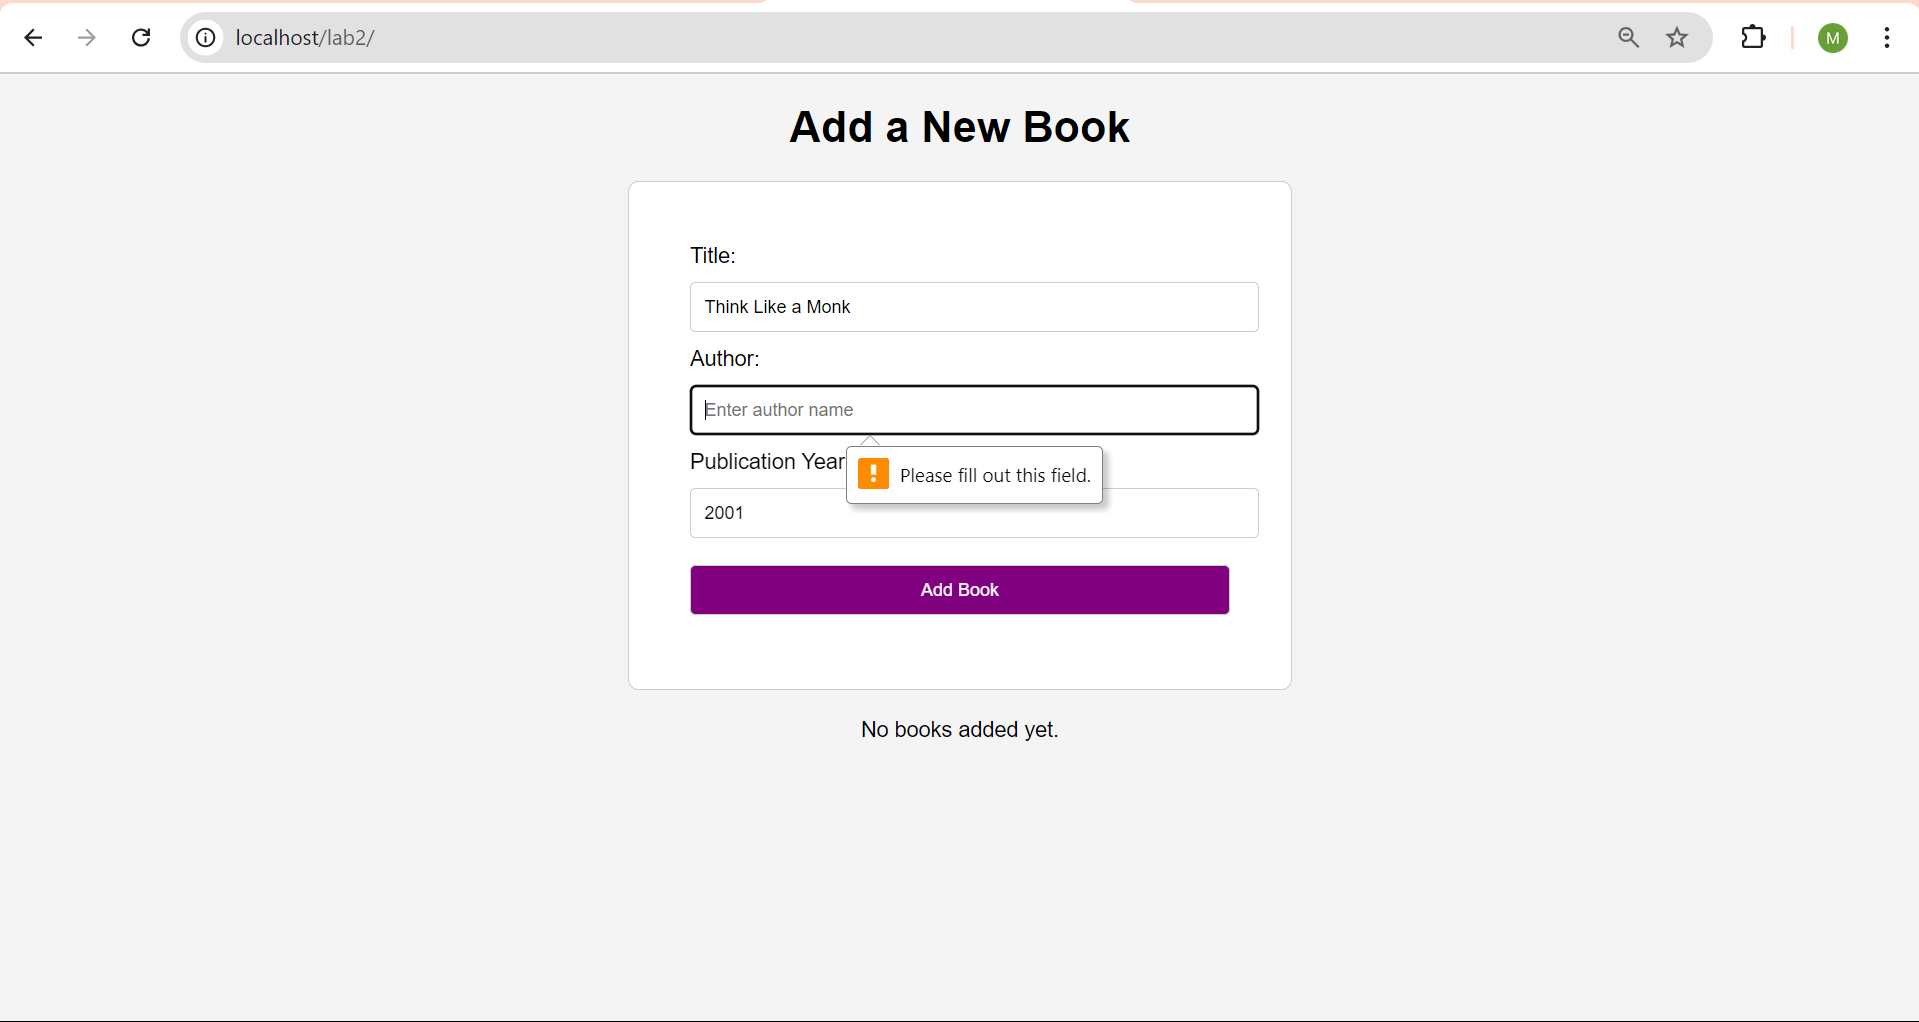 localhost/lab2/
M
Add a New Book
Title:
Think Like a Monk
Author:
Enter author name
Publication Year
Please fill out this field.
2001
Add Book
No books added yet.